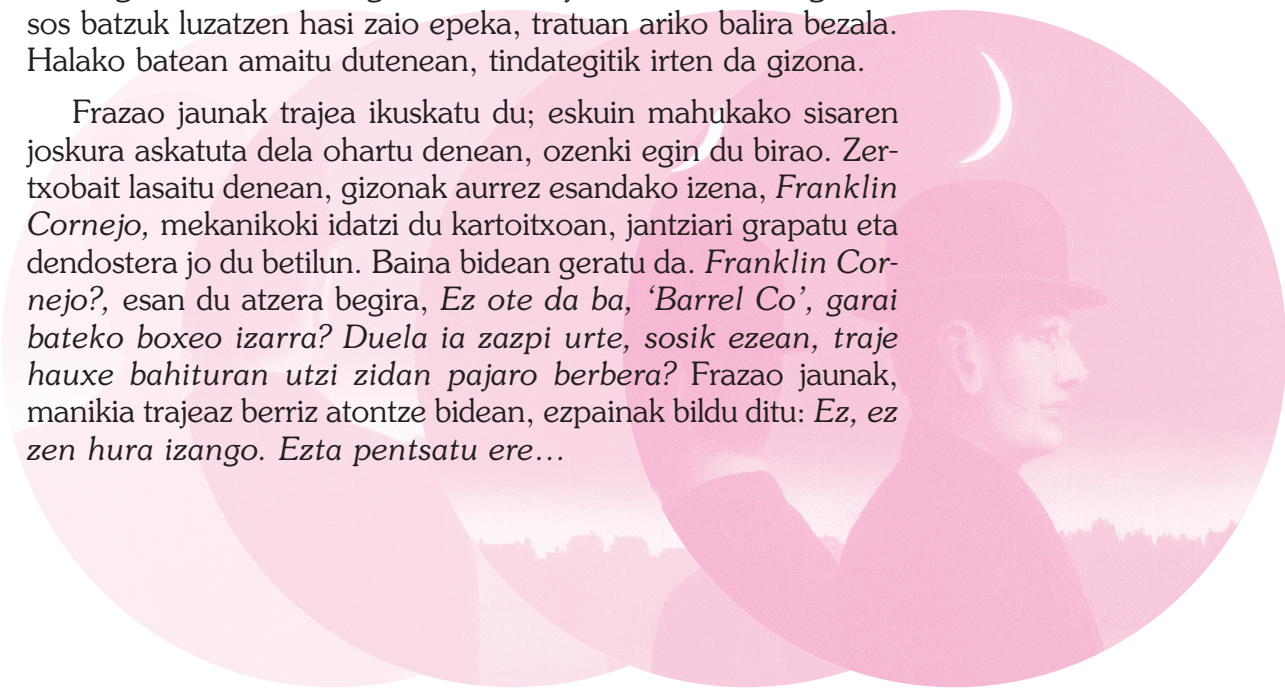 sos batzuk luzatzen hasi zaio epeka, tratuan ariko balira bezala.
Halako batean amaitu dutenean, tindategitik irten da gizona.
Frazao jaunak trajea ikuskatu du; eskuin mahukako sisaren
joskura askatuta dela ohartu denean, ozenki egin du birao. Zer-
txobait lasaitu denean, gizonak aurrez esandako izena, Franklin
Cornejo, mekanikoki idatzi du kartoitxoan, jantziari grapatu eta
dendostera jo du betilun. Baina bidean geratu da. Franklin Cor-
nejo?, esan du atzera begira, Ez ote da ba, ‘Barrel Co’, garai
bateko boxeo izarra? Duela ia zazpi urte, sosik ezean, traje
hauxe bahituran utzi zidan pajaro berbera? Frazao jaunak,
manikia trajeaz berriz atontze bidean, ezpainak bildu ditu: Ez, ez
zen hura izango. Ezta pentsatu ere…